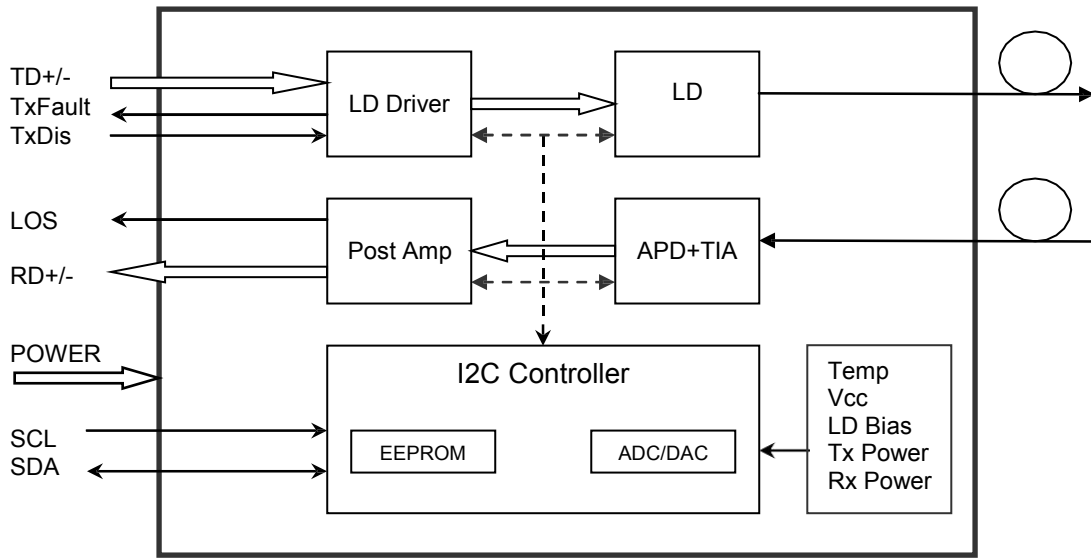 TD+/-
TxFault
TxDis
LD Driver
LD
LOS
RD+/-
Post Amp
APD+TIA
POWER
SCL
SDA
I2C Controller
EEPROM
ADC/DAC
Temp
Vcc
LD Bias
Tx Power
Rx Power